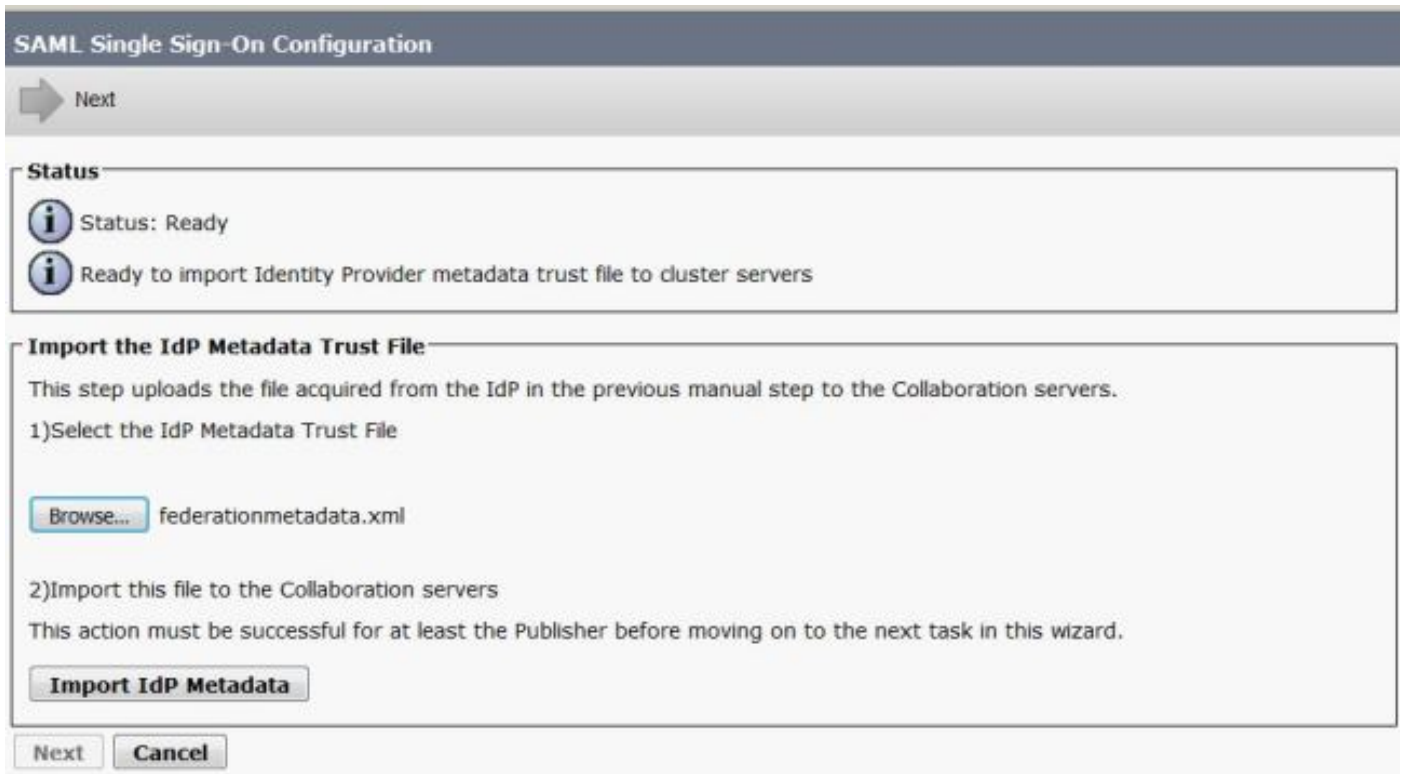 SAML Single Sign-On Configuration
Next
Status
Status: Ready
Ready to import Identity Provider metadata trust file to cluster servers
Import the IdP Metadata Trust File
This step uploads the file acquired from the IdP in the previous manual step to the Collaboration servers.
1)Select the IdP Metadata Trust File
Browse... federationmetadata.xml
2)Import this file to the Collaboration servers
This action must be successful for at least the Publisher before moving on to the next task in this wizard.
Import IdP Metadata
Next Cancel